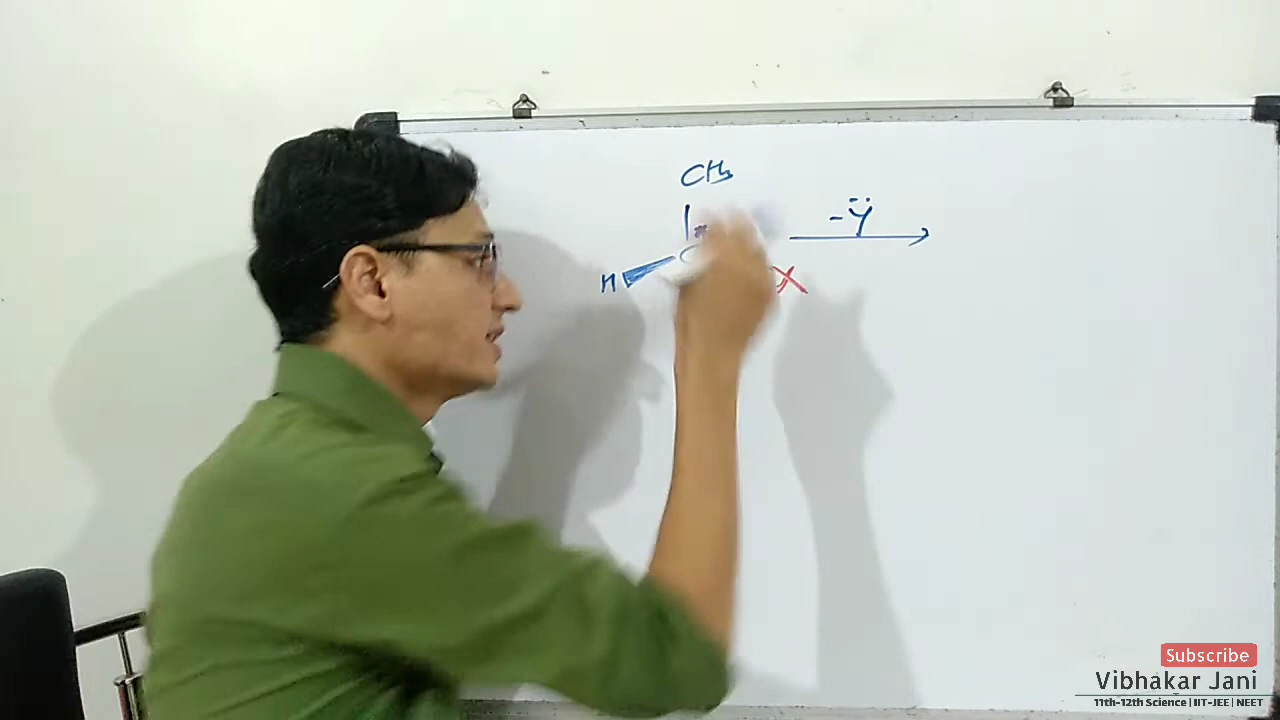 CH3
-Ÿ
H C X
Subscribe
Vibhakar Jani
11th-12th Science | IIT-JEE | NEET